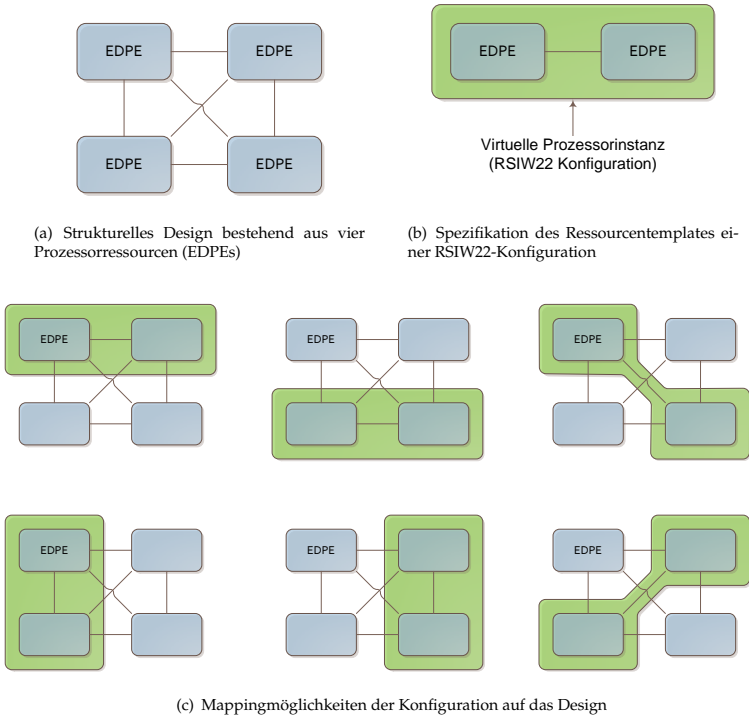 EDPE EDPE
EDPE EDPE
(a) Strukturelles Design bestehend aus vier
Prozessorressourcen (EDPEs)
EDPE EDPE
Virtuelle Prozessorinstanz
(RSIW22 Konfiguration)
(b) Spezifikation des Ressourcentemplates ei-
ner RSIW22-Konfiguration
EDPE EDPE EDPE
EDPE EDPE EDPE
(c) Mappingmöglichkeiten der Konfiguration auf das Design